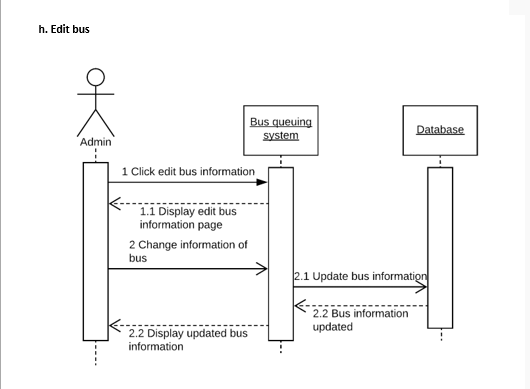 h. Edit bus
Bus queuing
system
Database
Admin
1 Click edit bus information
1.1 Display edit bus
information page
2 Change information of
bus
2.1 Update bus information
2.2 Bus information
updated
2.2 Display updated bus
information